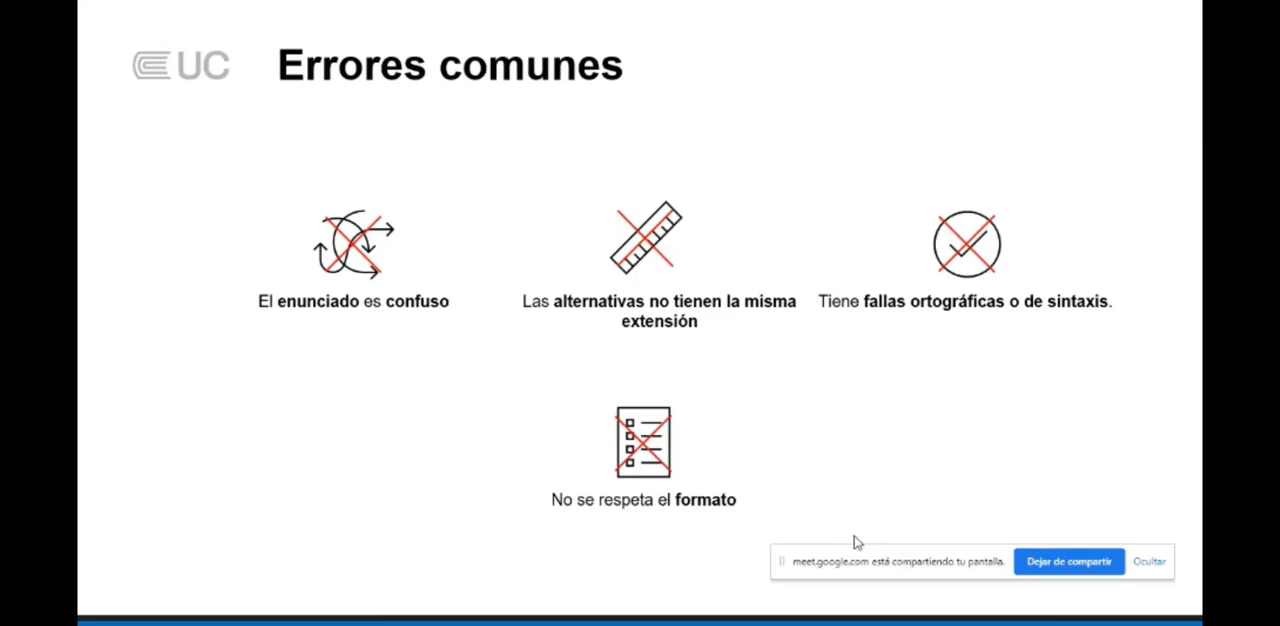 UC
Errores comunes
El enunciado es confuso
Las alternativas no tienen la misma
extensión
Tiene fallas ortográficas o de sintaxis.
No se respeta el formato
meet.google.com está compartiendo tu pantalla.
Dejar de compartir
Ocultar